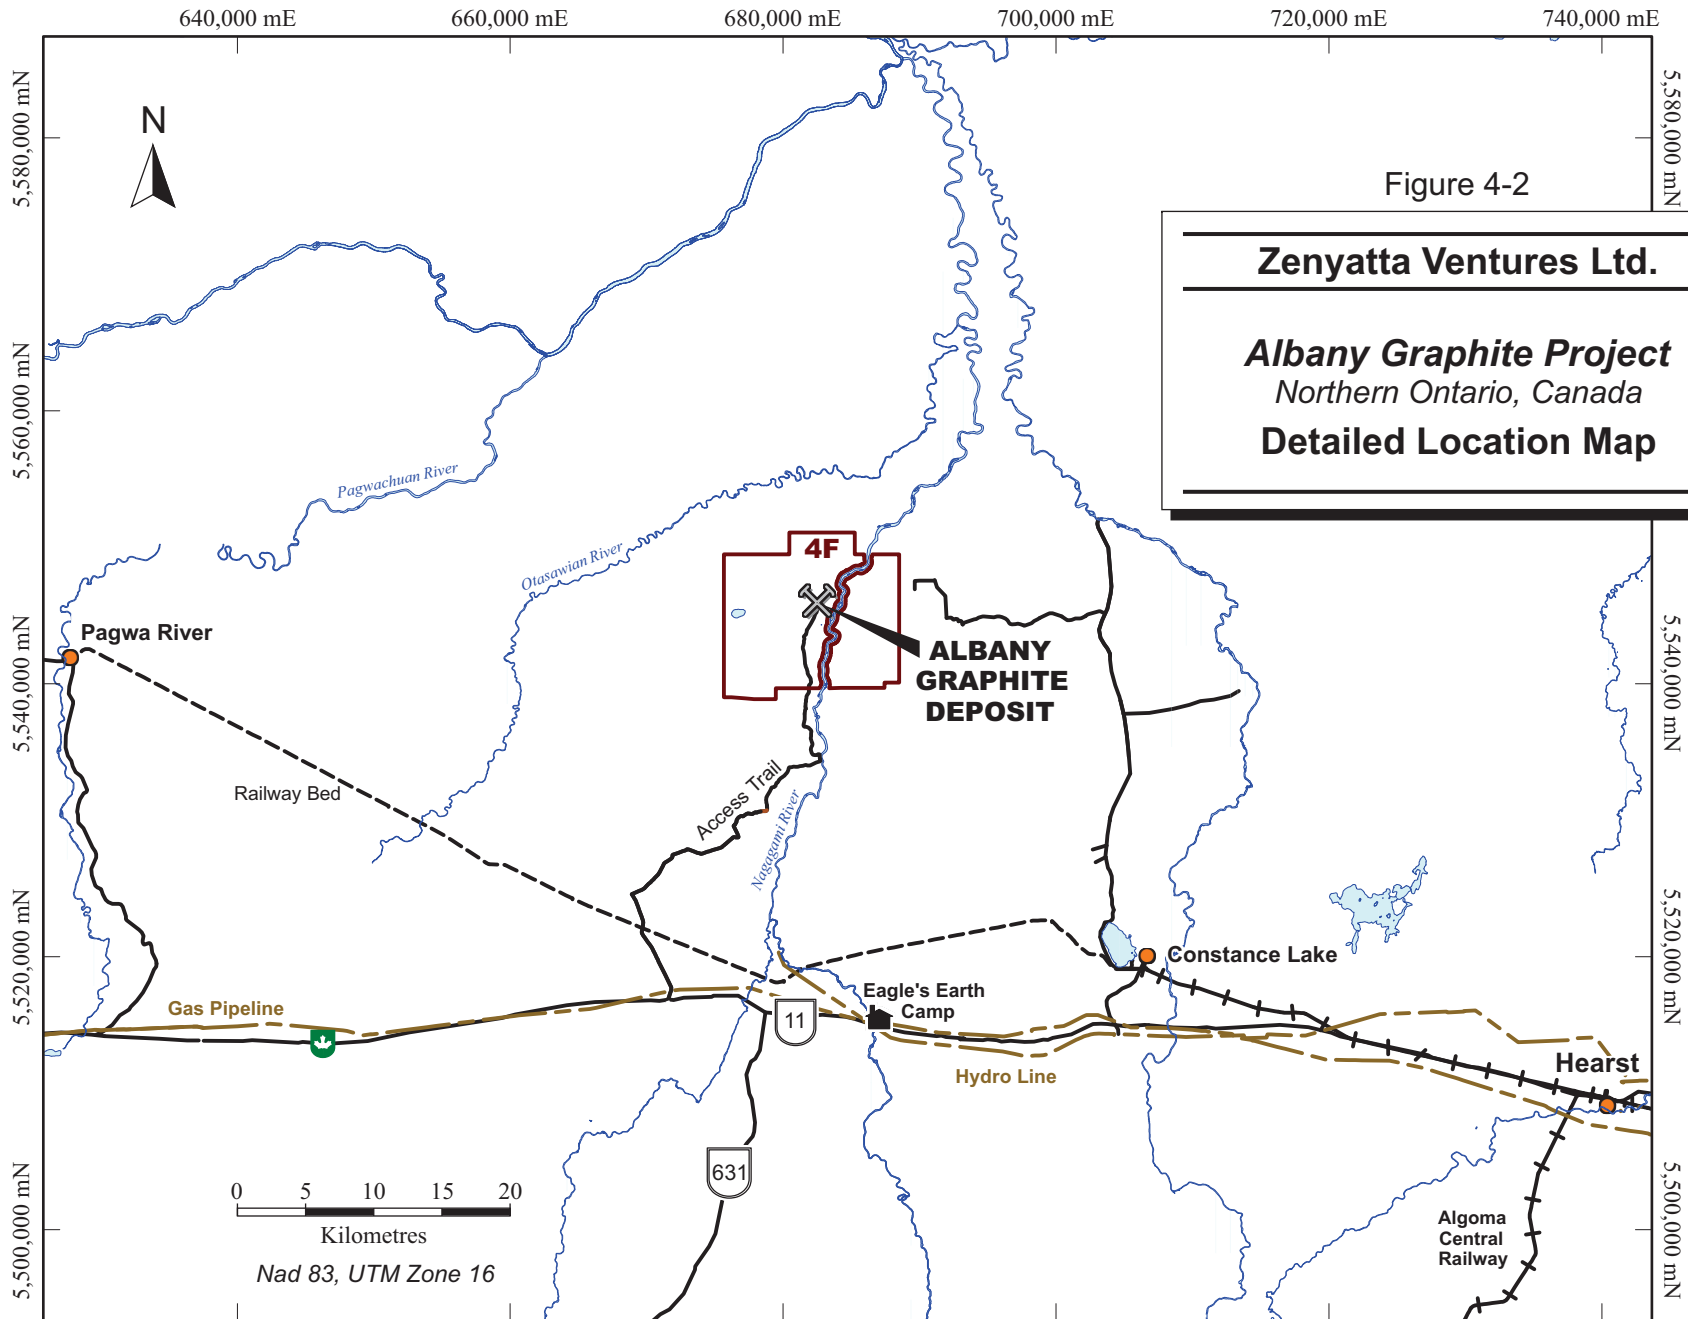 640,000 mE
660,000 mE
680,000 mE
700,000 mE
720,000 mE
740,000 mE
5,580,000 mN
5,560,000 mN
5,540,000 mN
5,520,000 mN
5,500,000 mN
5,580,000 mN
5,540,000 mN
5,520,000 mN
5,500,000 mN
N
Figure 4-2
Zenyatta Ventures Ltd.
Albany Graphite Project
Northern Ontario, Canada
Detailed Location Map
Pagwachuan River
Otasawian River
4F
Pagwa River
ALBANY
GRAPHITE
DEPOSIT
Railway Bed
Access Trail
Nagagami River
Constance Lake
Gas Pipeline
Eagle's Earth
Camp
11
Hydro Line
Hearst
631
0 5 10 15 20
Kilometres
Nad 83, UTM Zone 16
Algoma
Central
Railway